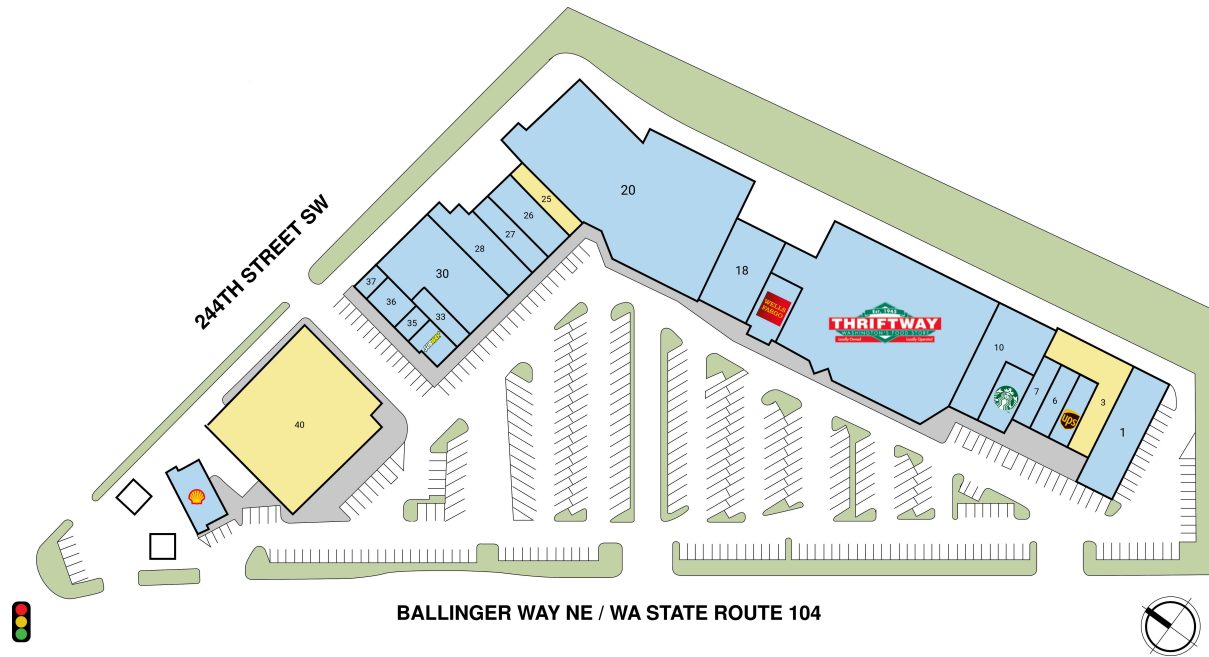 244TH STREET SW
20
25
26
27
28
30
37
36
35
33
SUBWAY
18
WELLS
FARGO
Est. 1945
THRIFTWAY
WASHINGTON'S FOOD STORE
Locally Owned Locally Operated
10
7
6
ups
3
1
40
BALLINGER WAY NE / WA STATE ROUTE 104